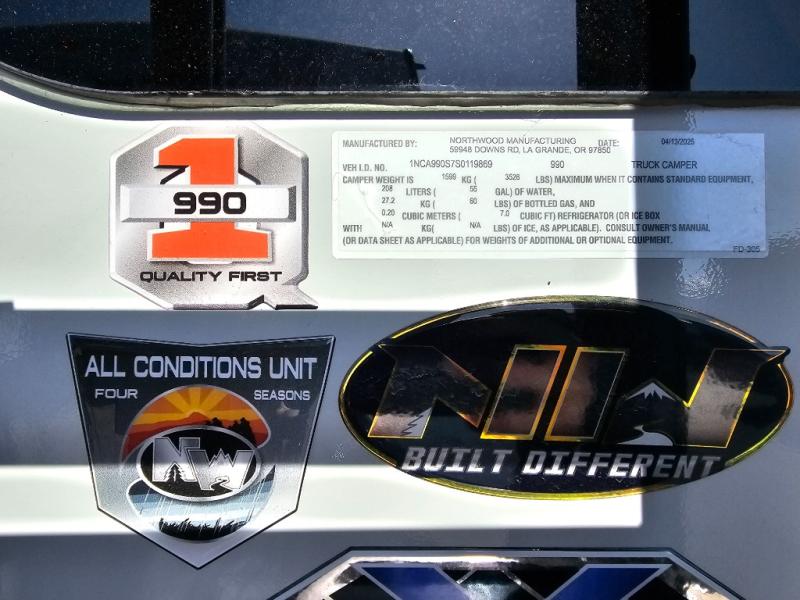 1
990
QUALITY FIRST
MANUFACTURED BY: NORTHWOOD MANUFACTURING DATE: 04/13/2025
59948 DOWNS RD, LA GRANDE, OR 97850
VEH I.D. NO. 1NCA990S7S0119869 990 TRUCK CAMPER
CAMPER WEIGHT IS 1599 KG ( 3526 LBS) MAXIMUM WHEN IT CONTAINS STANDARD EQUIPMENT,
208 LITERS ( 55 GAL) OF WATER,
27.2 KG ( 60 LBS) OF BOTTLED GAS, AND
0.20 CUBIC METERS ( 7.0 CUBIC FT) REFRIGERATOR (OR ICE BOX
WITH N/A KG( N/A LBS) OF ICE, AS APPLICABLE). CONSULT OWNER'S MANUAL
(OR DATA SHEET AS APPLICABLE) FOR WEIGHTS OF ADDITIONAL OR OPTIONAL EQUIPMENT.
FD-305
ALL CONDITIONS UNIT
FOUR SEASONS
NW
NW
BUILT DIFFERENT